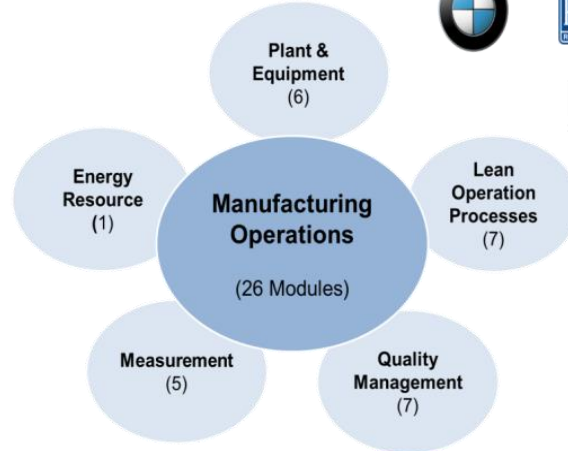 Plant &
Equipment
(6)
Energy
Resource
(1)
Manufacturing
Operations
(26 Modules)
Lean
Operation
Processes
(7)
Measurement
(5)
Quality
Management
(7)